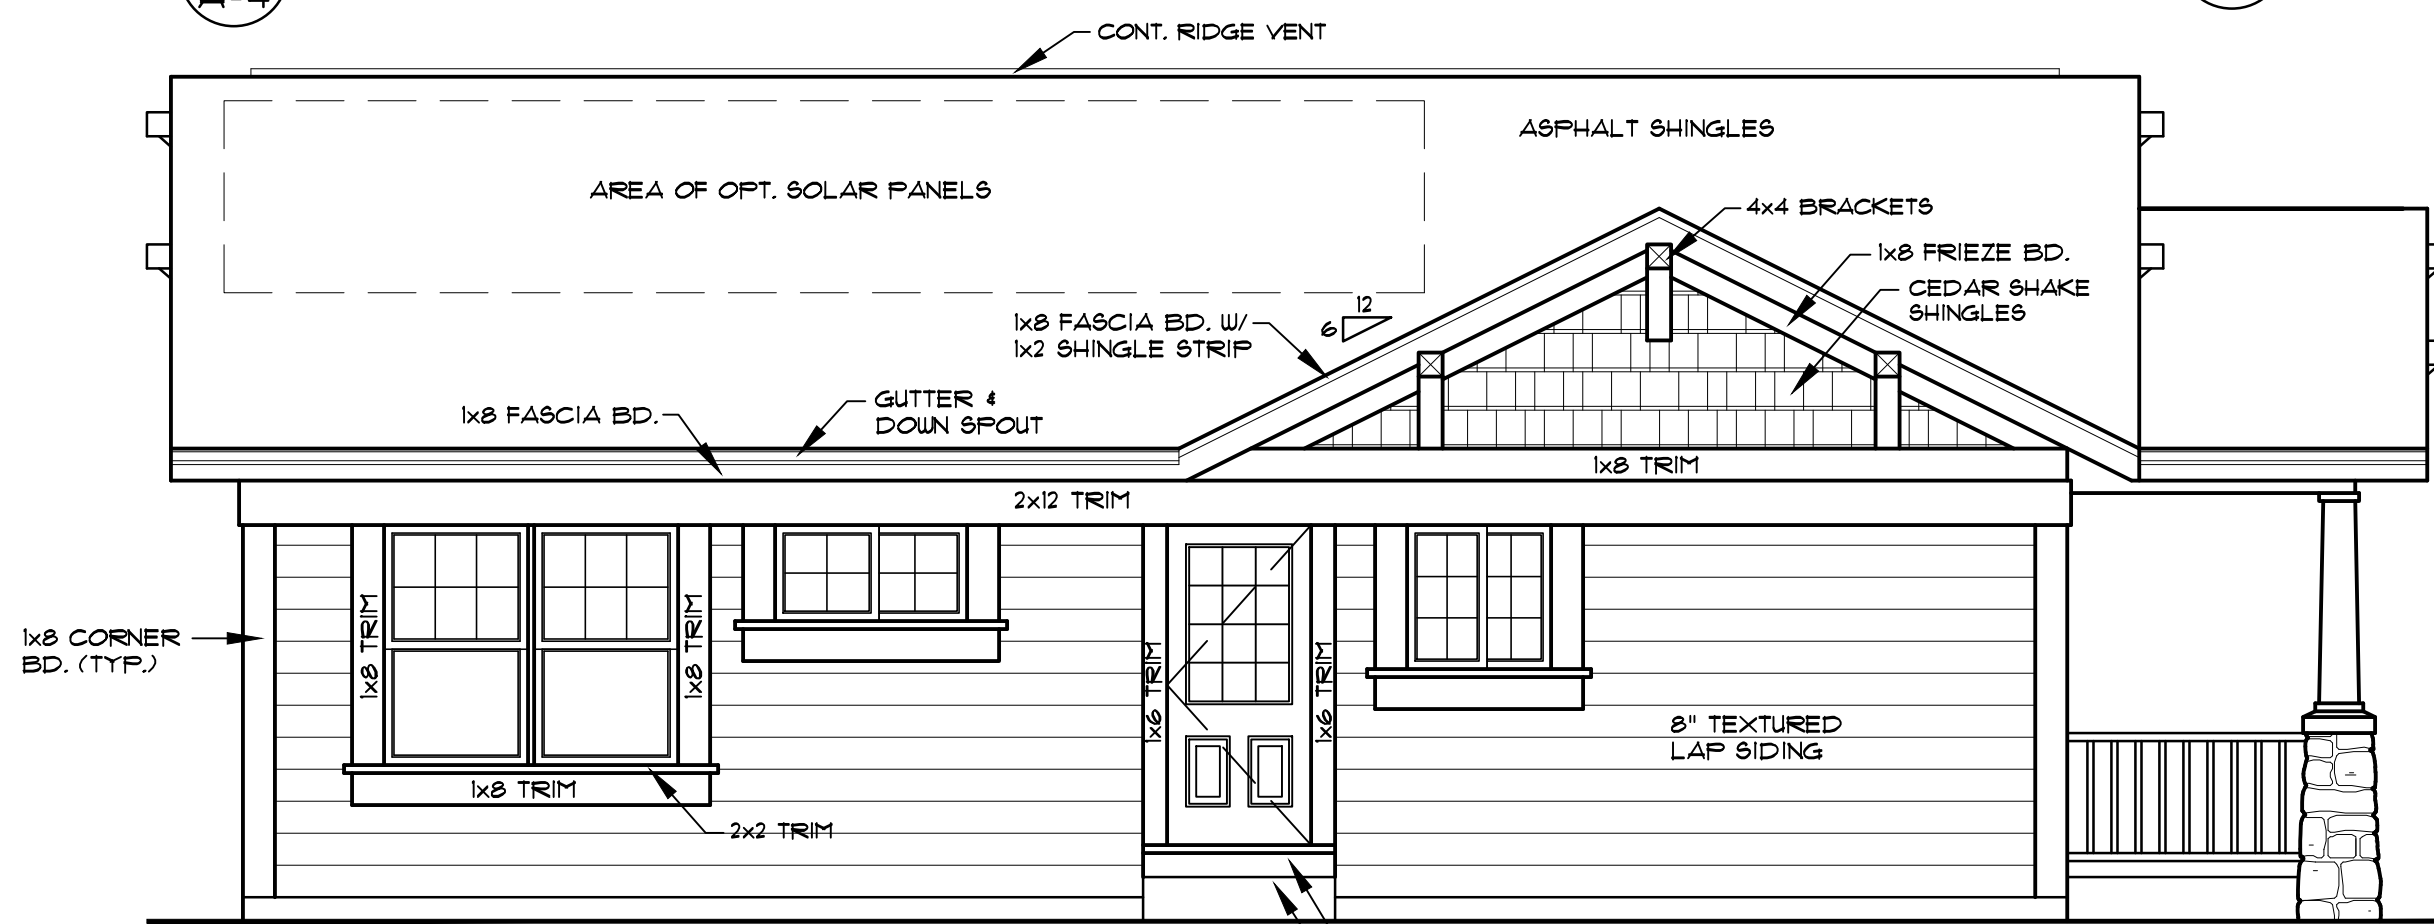 A-4
CONT. RIDGE VENT
ASPHALT SHINGLES
AREA OF OPT. SOLAR PANELS
4x4 BRACKETS
1x8 FRIEZE BD.
CEDAR SHAKE
SHINGLES
12
6
1x8 FASCIA BD. W/
1x2 SHINGLE STRIP
GUTTER &
DOWN SPOUT
1x8 FASCIA BD.
1x8 TRIM
2x12 TRIM
1x8 CORNER
BD. (TYP.)
1x8 TRIM
1x8 TRIM
1x6 TRIM
1x6 TRIM
8" TEXTURED
LAP SIDING
1x8 TRIM
2x2 TRIM